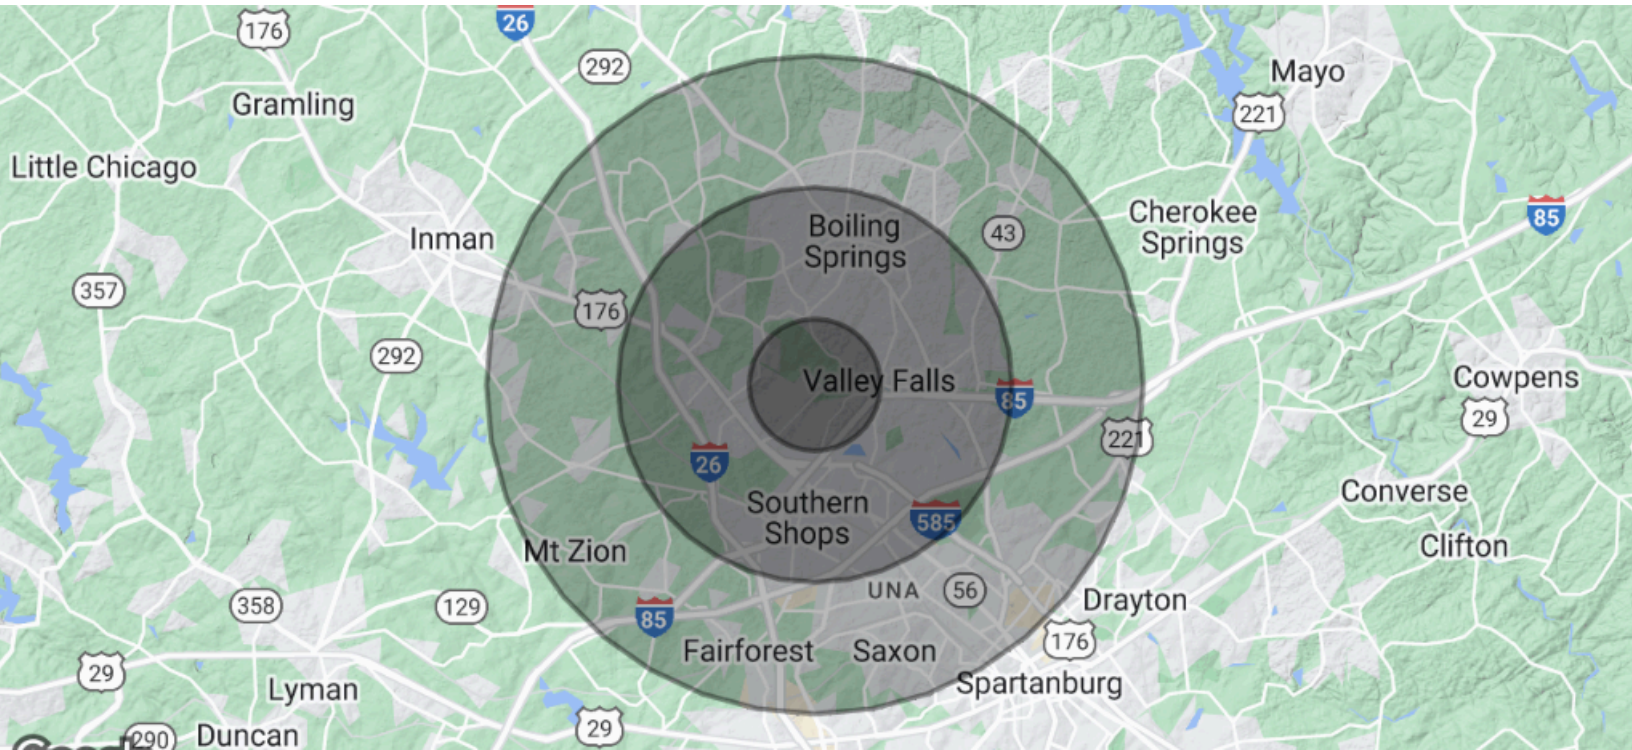 26
176
292
Mayo
Gramling
221
Little Chicago
Cherokee
Springs
85
Boiling
Springs
43
Inman
357
176
292
Valley Falls
85
Cowpens
29
221
26
Converse
Southern
Shops
585
Clifton
Mt Zion
UNA
56
Drayton
358
129
85
176
Fairforest
Saxon
29
Lyman
Spartanburg
29
290
Duncan